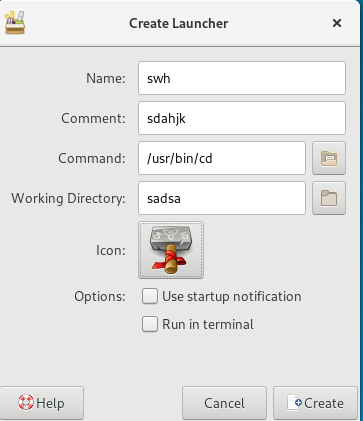 Create Launcher
Name: swh
Comment: sdahjk
Command: /usr/bin/cd
Working Directory: sadsa
Icon:
Options: Use startup notification
Run in terminal
Help Cancel Create